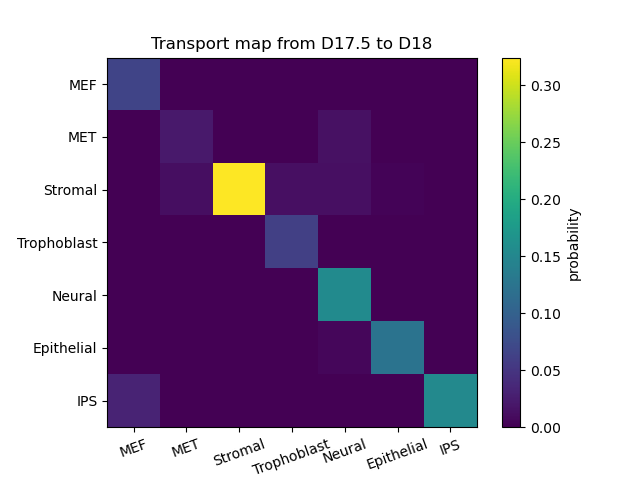 Transport map from D17.5 to D18
MEF
MET
Stromal
Trophoblast
Neural
Epithelial
IPS
MEF
MET
Stromal
Trophoblast
Neural
Epithelial
IPS
0.30
0.25
0.20
0.15
0.10
0.05
0.00
probability